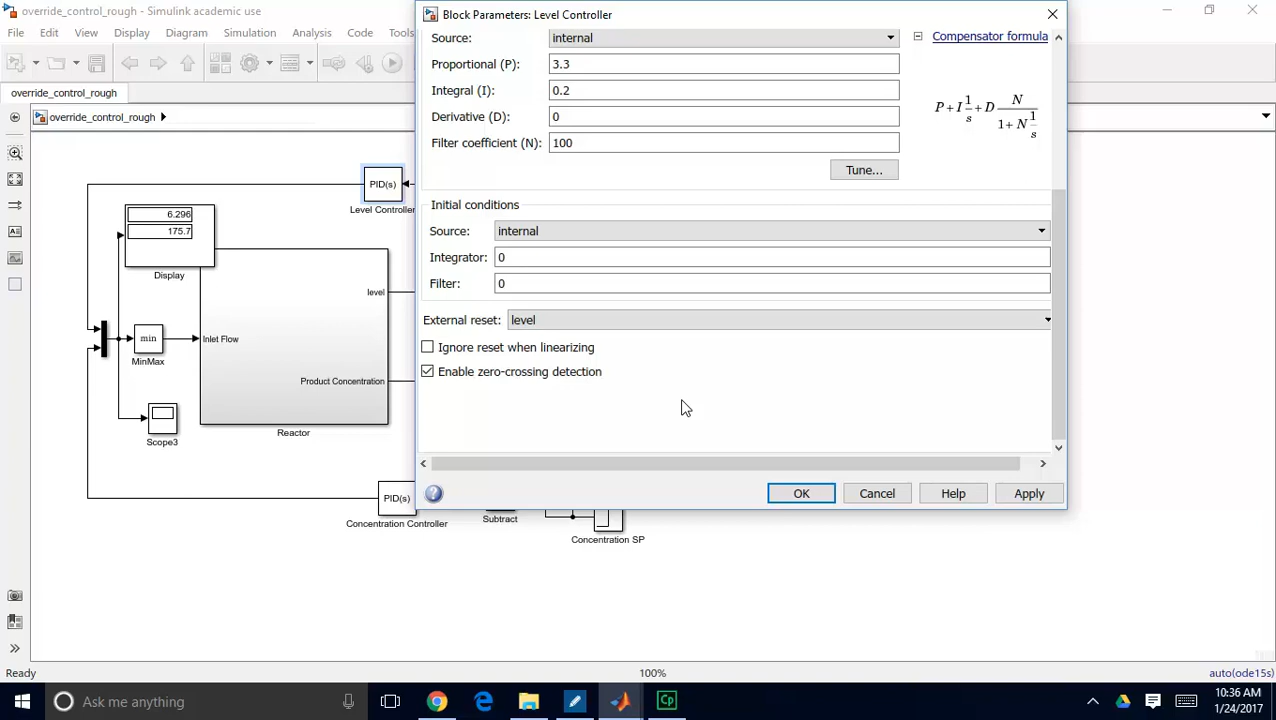 override_control_rough - Simulink academic use
File Edit View Display Diagram Simulation Analysis Code Tools
override_control_rough
override_control_rough
PID(s)
Level Controller
6.296
175.7
Display
level
min
MinMax
Inlet Flow
Product Concentration
Scope3
Reactor
PID(s)
Concentration Controller
Subtract
Concentration SP
Block Parameters: Level Controller
Source: internal
Compensator formula
Proportional (P): 3.3
Integral (I): 0.2
Derivative (D): 0
Filter coefficient (N): 100
P+I 1/s + D N/(1+N 1/s)
Tune...
Initial conditions
Source: internal
Integrator: 0
Filter: 0
External reset: level
Ignore reset when linearizing
Enable zero-crossing detection
OK Cancel Help Apply
Ready
100%
auto(ode15s)
Ask me anything
Cp
10:36 AM
1/24/2017